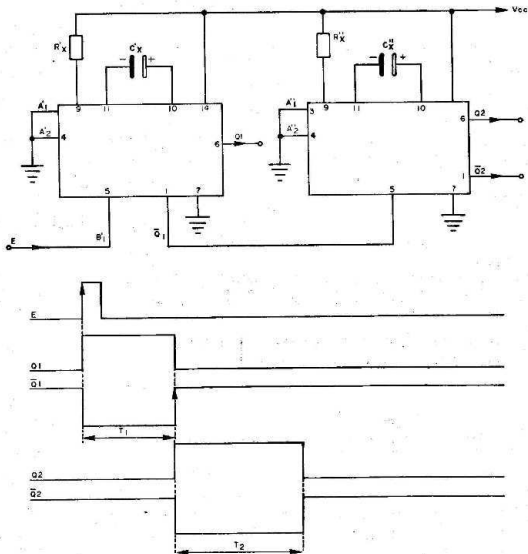 Vcc
R'x
C'x
R''x
C''x
- +
- +
9 11 10 14
9 11 10
A'1
A'2
4
6
Q1
A'1
A''2
3
4
6
Q2
Q̄2
1
5 1 7
5 7
E
B'1
Q̄1
E
Q1
Q̄1
T1
Q2
Q̄2
T2